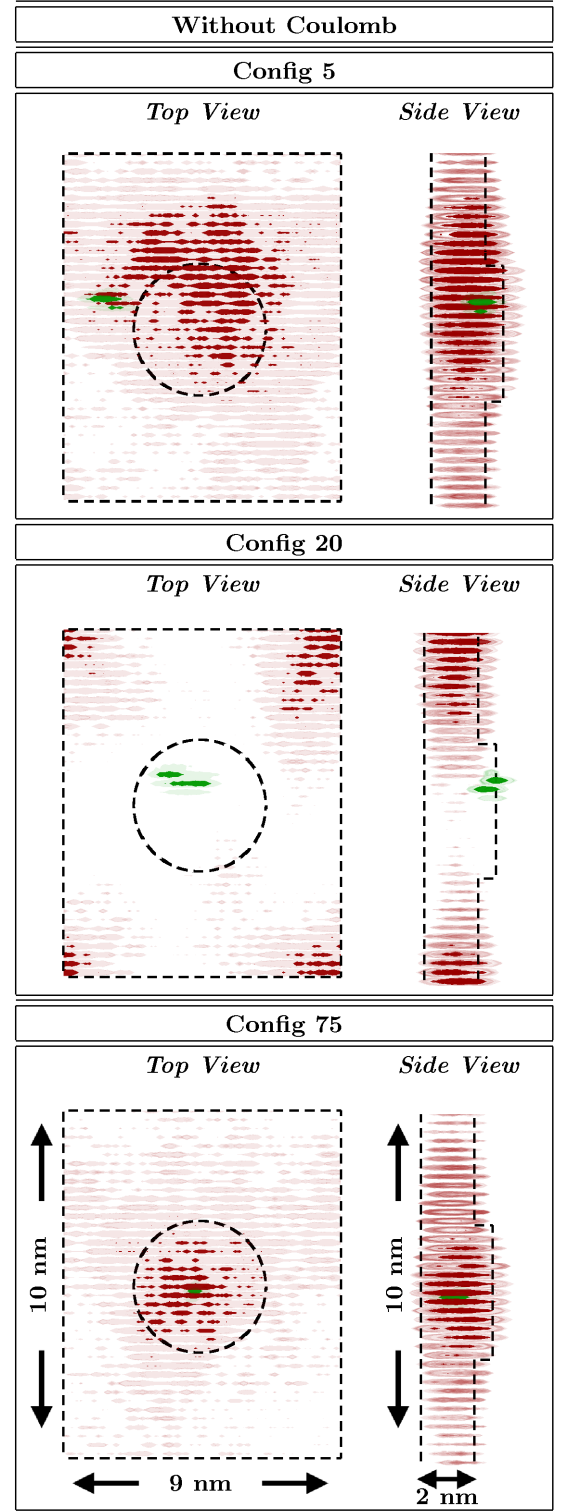 Without Coulomb
Config 5
Top View Side View
Config 20
Top View Side View
Config 75
Top View Side View
10 nm 10 nm
9 nm
2 nm